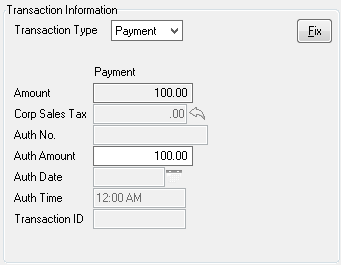 Transaction Information
Transaction Type Payment Fix
Payment
Amount 100.00
Corp Sales Tax .00
Auth No.
Auth Amount 100.00
Auth Date
Auth Time 12:00 AM
Transaction ID